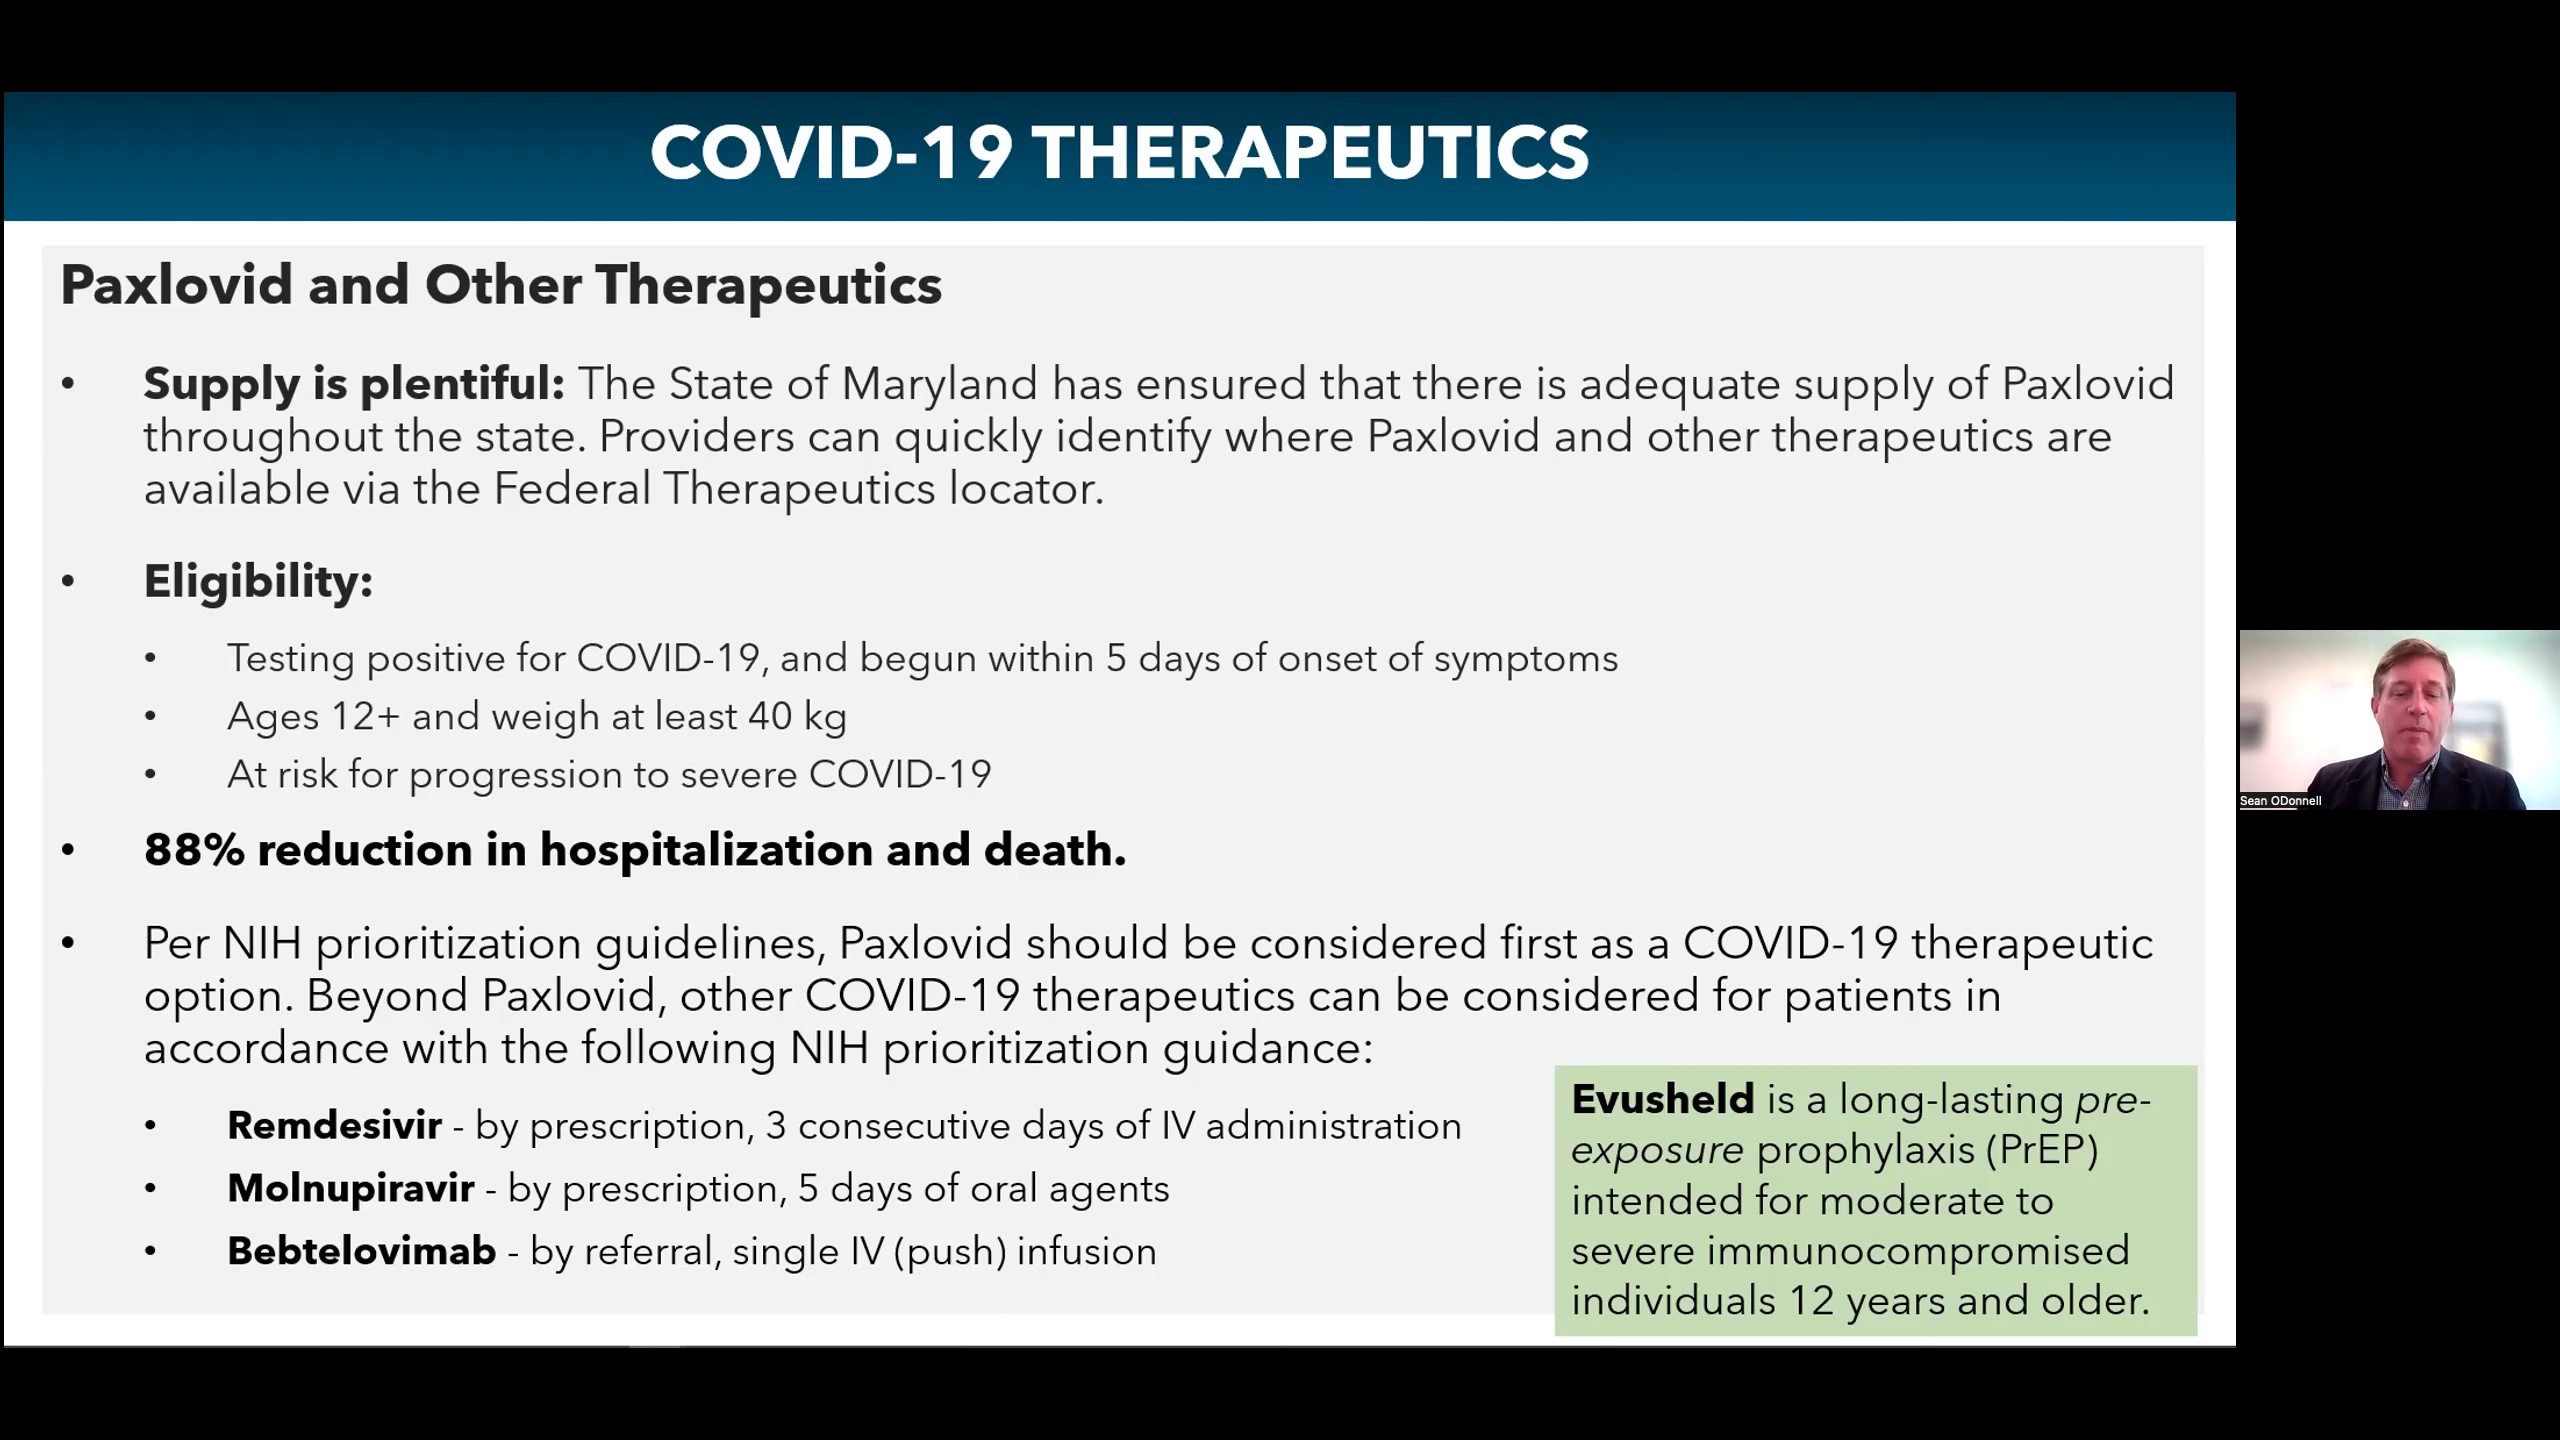 COVID-19 THERAPEUTICS
Paxlovid and Other Therapeutics
• Supply is plentiful: The State of Maryland has ensured that there is adequate supply of Paxlovid
throughout the state. Providers can quickly identify where Paxlovid and other therapeutics are
available via the Federal Therapeutics locator.
• Eligibility:
• Testing positive for COVID-19, and begun within 5 days of onset of symptoms
• Ages 12+ and weigh at least 40 kg
• At risk for progression to severe COVID-19
• 88% reduction in hospitalization and death.
• Per NIH prioritization guidelines, Paxlovid should be considered first as a COVID-19 therapeutic
option. Beyond Paxlovid, other COVID-19 therapeutics can be considered for patients in
accordance with the following NIH prioritization guidance:
• Remdesivir - by prescription, 3 consecutive days of IV administration
• Molnupiravir - by prescription, 5 days of oral agents
• Bebtelovimab - by referral, single IV (push) infusion
Evusheld is a long-lasting pre-
exposure prophylaxis (PrEP)
intended for moderate to
severe immunocompromised
individuals 12 years and older.
Sean ODonnell